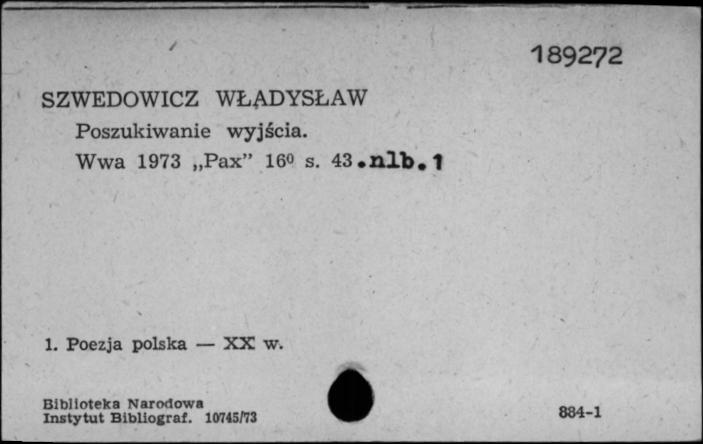 189272
SZWEDOWICZ WŁADYSŁAW
Poszukiwanie wyjścia.
Wwa 1973 „Pax” 16⁰ s. 43.nlb.1
1. Poezja polska — XX w.
Biblioteka Narodowa
Instytut Bibliograf. 10745/73
884-1